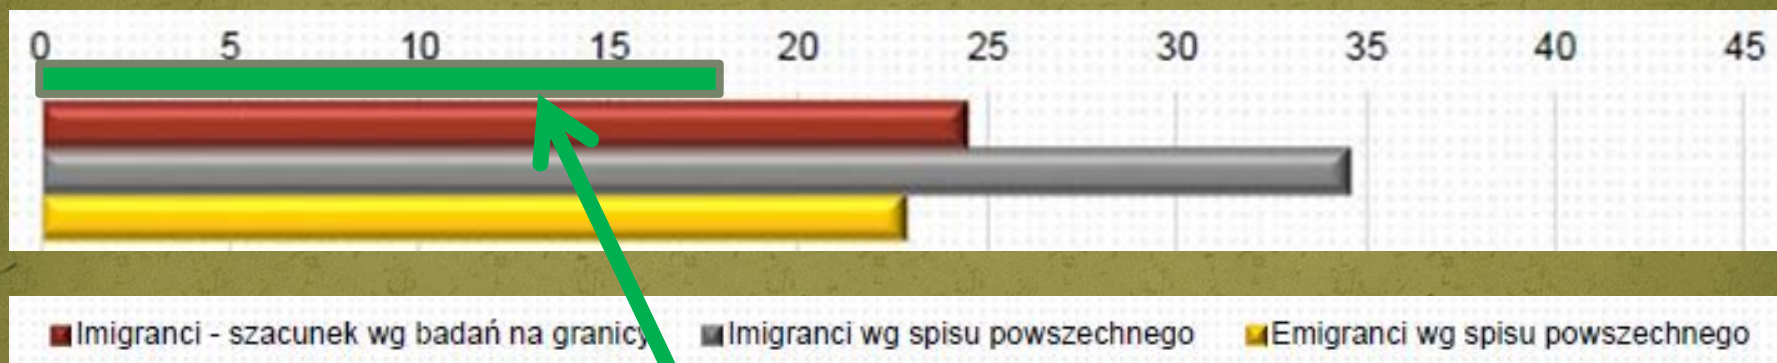 0 5 10 15 20 25 30 35 40 45
Imigranci - szacunek wg badań na granicy Imigranci wg spisu powszechnego Emigranci wg spisu powszechnego